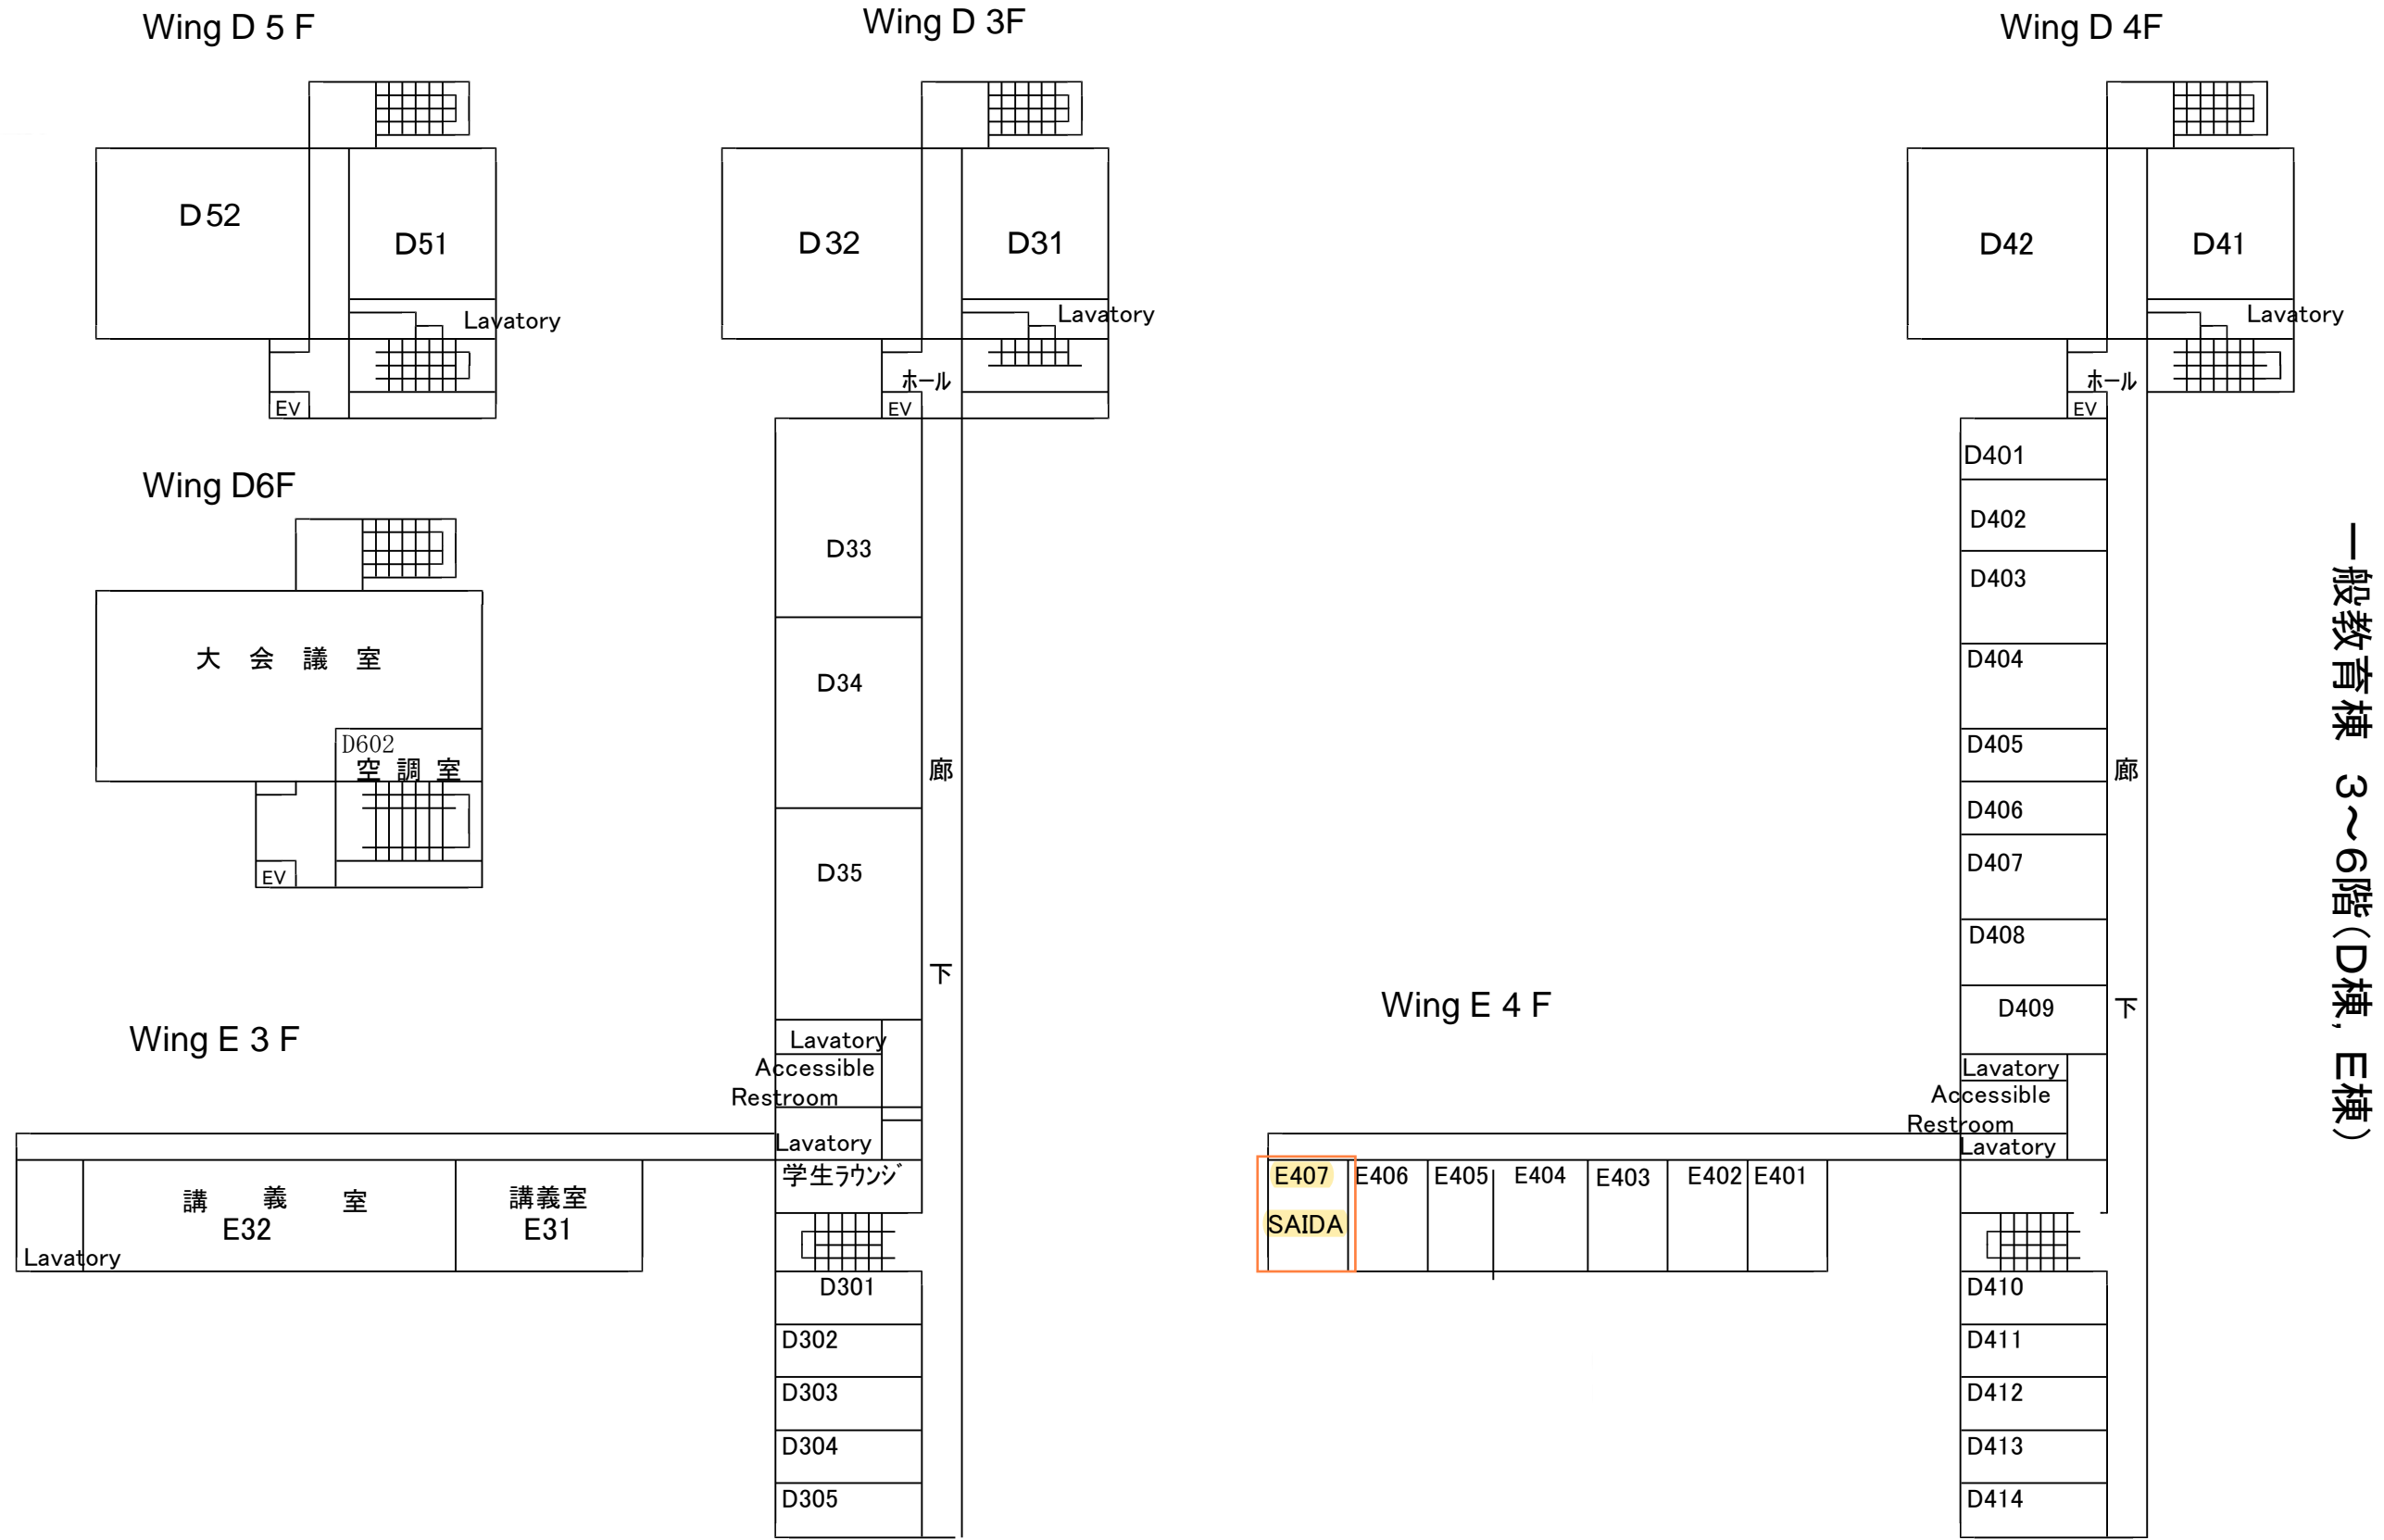 Wing D 5 F
D52
D51
Lavatory
EV
Wing D6F
大 会 議 室
D602
空 調 室
EV
Wing E 3 F
講 義 室
E32
講義室
E31
Lavatory
Wing D 3F
D32
D31
Lavatory
ホール
EV
D33
D34
D35
廊
下
Lavatory
Accessible
Restroom
Lavatory
学生ラウンジ
D301
D302
D303
D304
D305
Wing E 4 F
E407
SAIDA
E406
E405
E404
E403
E402
E401
Wing D 4F
D42
D41
Lavatory
ホール
EV
D401
D402
D403
D404
D405
D406
D407
D408
D409
廊
下
Lavatory
Accessible
Restroom
Lavatory
D410
D411
D412
D413
D414
一般教育棟 3～6階(D棟, E棟)